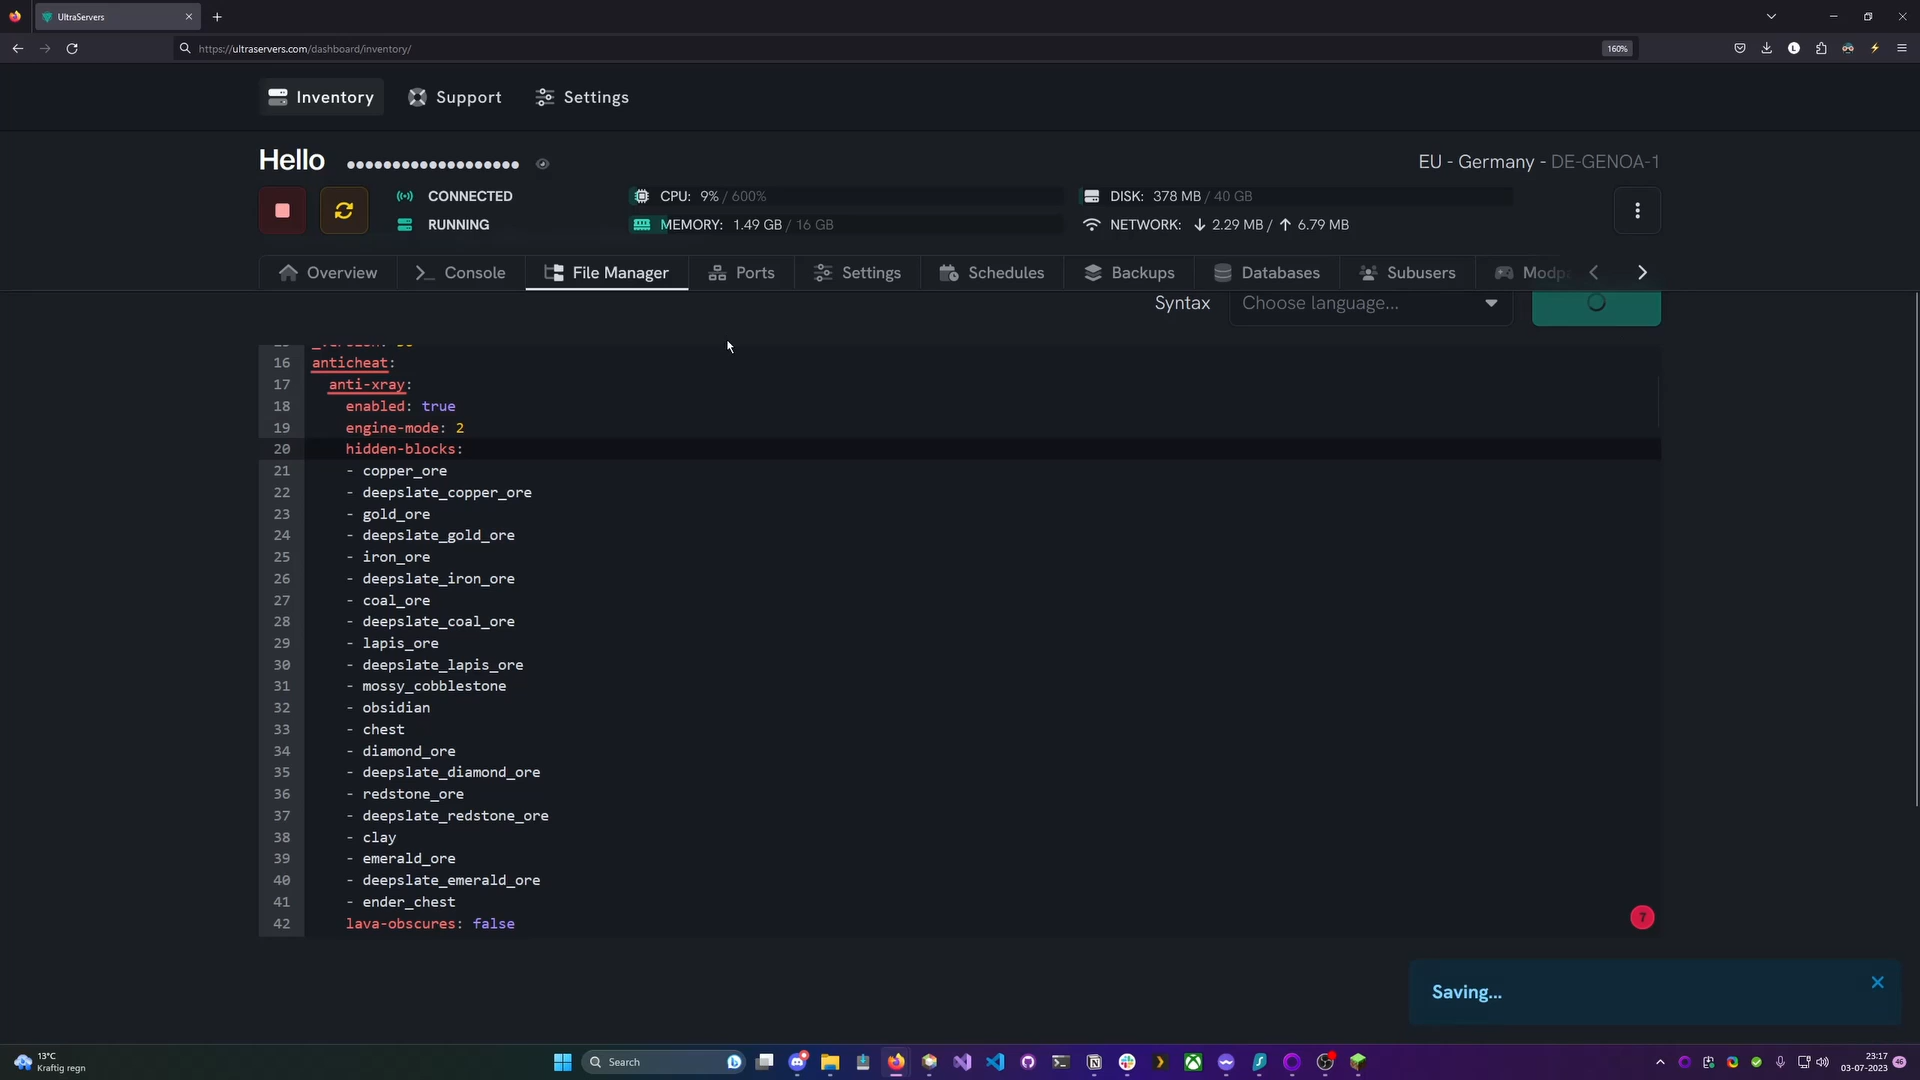 UltraServers
https://ultraservers.com/dashboard/inventory/
160%
Inventory Support Settings
Hello
EU - Germany - DE-GENOA-1
CONNECTED CPU: 9% / 600% DISK: 378 MB / 40 GB
RUNNING MEMORY: 1.49 GB / 16 GB NETWORK: 2.29 MB / 6.79 MB
Overview Console File Manager Ports Settings Schedules Backups Databases Subusers Modpa
Syntax Choose language...
16 anticheat:
17 anti-xray:
18 enabled: true
19 engine-mode: 2
20 hidden-blocks:
21 - copper_ore
22 - deepslate_copper_ore
23 - gold_ore
24 - deepslate_gold_ore
25 - iron_ore
26 - deepslate_iron_ore
27 - coal_ore
28 - deepslate_coal_ore
29 - lapis_ore
30 - deepslate_lapis_ore
31 - mossy_cobblestone
32 - obsidian
33 - chest
34 - diamond_ore
35 - deepslate_diamond_ore
36 - redstone_ore
37 - deepslate_redstone_ore
38 - clay
39 - emerald_ore
40 - deepslate_emerald_ore
41 - ender_chest
42 lava-obscures: false
7
Saving...
13°C
Kraftig regn
Search
23:17
03-07-2023
46